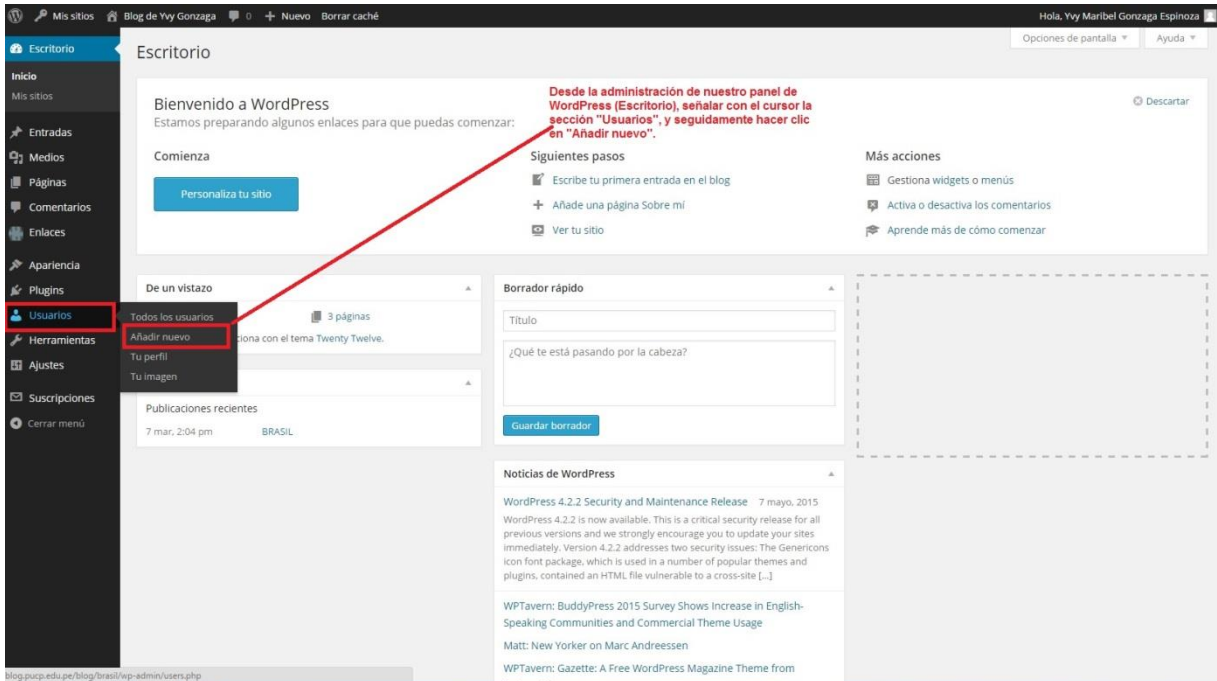 Mis sitios
Blog de Yvy Gonzaga
0
Nuevo
Borrar caché
Hola, Yvy Maribel Gonzaga Espinoza
Escritorio
Inicio
Mis sitios
Entradas
Medios
Páginas
Comentarios
Enlaces
Apariencia
Plugins
Usuarios
Herramientas
Ajustes
Suscripciones
Cerrar menú
Todos los usuarios
Añadir nuevo
Tu perfil
Tu imagen
Escritorio
Opciones de pantalla
Ayuda
Bienvenido a WordPress
Estamos preparando algunos enlaces para que puedas comenzar:
Desde la administración de nuestro panel de
WordPress (Escritorio), señalar con el cursor la
sección "Usuarios", y seguidamente hacer clic
en "Añadir nuevo".
Descartar
Comienza
Personaliza tu sitio
Siguientes pasos
Escribe tu primera entrada en el blog
Añade una página Sobre mí
Ver tu sitio
Más acciones
Gestiona widgets o menús
Activa o desactiva los comentarios
Aprende más de cómo comenzar
De un vistazo
3 páginas
ciona con el tema Twenty Twelve.
Publicaciones recientes
7 mar, 2:04 pm
BRASIL
Borrador rápido
Título
¿Qué te está pasando por la cabeza?
Guardar borrador
Noticias de WordPress
WordPress 4.2.2 Security and Maintenance Release 7 mayo, 2015
WordPress 4.2.2 is now available. This is a critical security release for all
previous versions and we strongly encourage you to update your sites
immediately. Version 4.2.2 addresses two security issues: The Genericons
icon font package, which is used in a number of popular themes and
plugins, contained an HTML file vulnerable to a cross-site […]
WPTavern: BuddyPress 2015 Survey Shows Increase in English-
Speaking Communities and Commercial Theme Usage
Matt: New Yorker on Marc Andreessen
WPTavern: Gazette: A Free WordPress Magazine Theme from
blog.pucp.edu.pe/blog/brasil/wp-admin/users.php